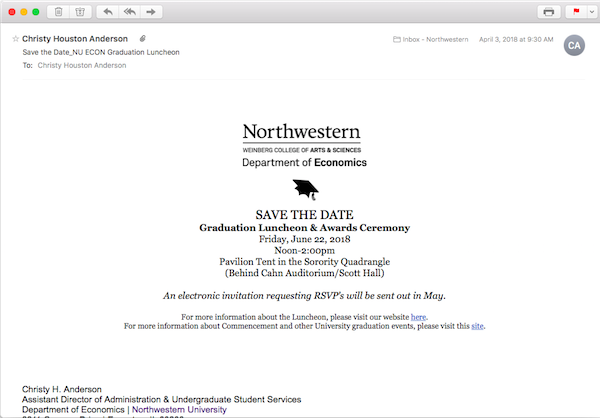 Christy Houston Anderson
Inbox - Northwestern
April 3, 2018 at 9:30 AM
CA
Save the Date_NU ECON Graduation Luncheon
To: Christy Houston Anderson
Northwestern
WEINBERG COLLEGE OF ARTS & SCIENCES
Department of Economics
SAVE THE DATE
Graduation Luncheon & Awards Ceremony
Friday, June 22, 2018
Noon-2:00pm
Pavilion Tent in the Sorority Quadrangle
(Behind Cahn Auditorium/Scott Hall)
An electronic invitation requesting RSVP's will be sent out in May.
For more information about the Luncheon, please visit our website here.
For more information about Commencement and other University graduation events, please visit this site.
Christy H. Anderson
Assistant Director of Administration & Undergraduate Student Services
Department of Economics | Northwestern University